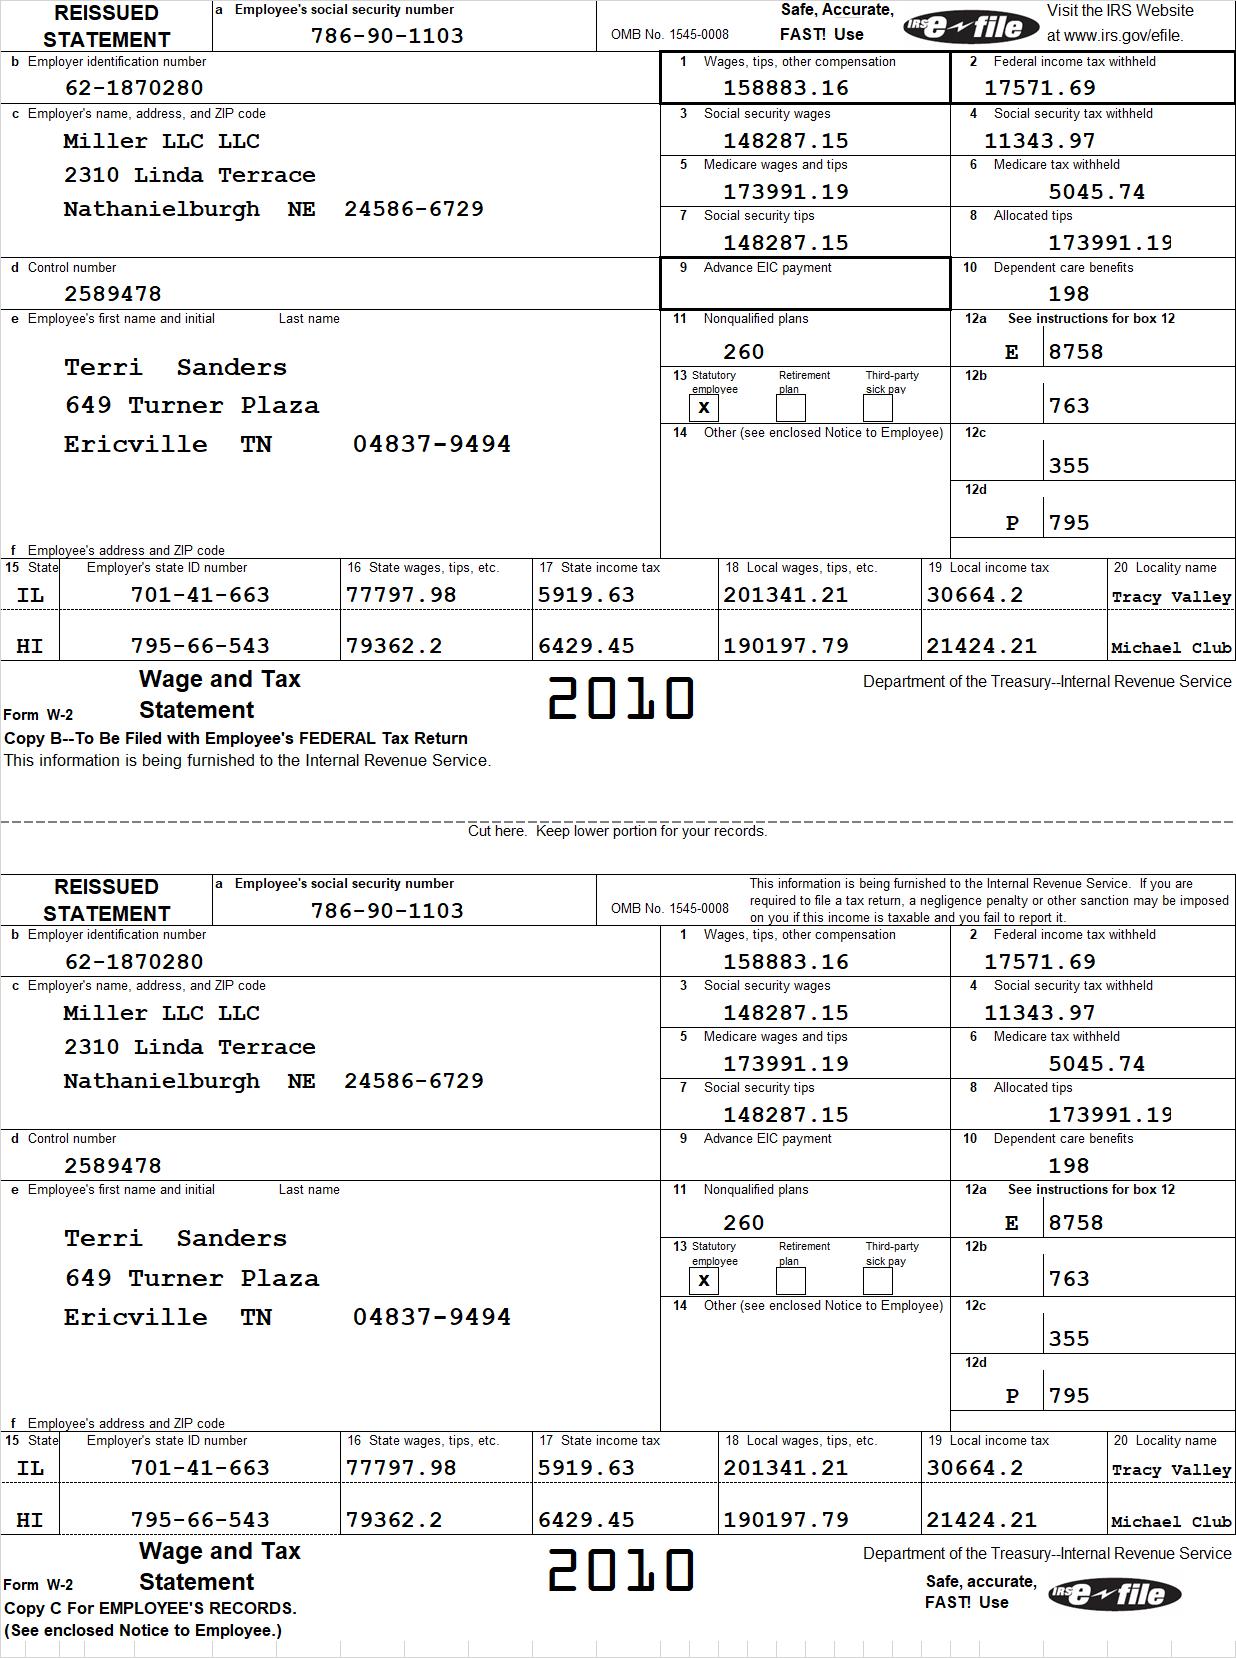 REISSUED STATEMENT
a Employee's social security number
786-90-1103
OMB No. 1545-0008
Safe, Accurate, FAST! Use
IRS e-file
Visit the IRS Website at www.irs.gov/efile.
b Employer identification number
62-1870280
1 Wages, tips, other compensation
158883.16
2 Federal income tax withheld
17571.69
c Employer's name, address, and ZIP code
Miller LLC LLC
2310 Linda Terrace
Nathanielburgh NE 24586-6729
3 Social security wages
148287.15
4 Social security tax withheld
11343.97
5 Medicare wages and tips
173991.19
6 Medicare tax withheld
5045.74
7 Social security tips
148287.15
8 Allocated tips
173991.19
d Control number
2589478
9 Advance EIC payment
10 Dependent care benefits
198
e Employee's first name and initial Last name
Terri Sanders
649 Turner Plaza
Ericville TN 04837-9494
f Employee's address and ZIP code
11 Nonqualified plans
260
12a See instructions for box 12
E 8758
13 Statutory employee Retirement plan Third-party sick pay
x
12b
763
14 Other (see enclosed Notice to Employee)
12c
355
12d
P 795
15 State Employer's state ID number 16 State wages, tips, etc. 17 State income tax 18 Local wages, tips, etc. 19 Local income tax 20 Locality name
IL 701-41-663 77797.98 5919.63 201341.21 30664.2 Tracy Valley
HI 795-66-543 79362.2 6429.45 190197.79 21424.21 Michael Club
Form W-2 Wage and Tax Statement
2010
Department of the Treasury--Internal Revenue Service
Copy B--To Be Filed with Employee's FEDERAL Tax Return
This information is being furnished to the Internal Revenue Service.
Cut here. Keep lower portion for your records.
REISSUED STATEMENT
a Employee's social security number
786-90-1103
OMB No. 1545-0008
This information is being furnished to the Internal Revenue Service. If you are
required to file a tax return, a negligence penalty or other sanction may be imposed
on you if this income is taxable and you fail to report it.
b Employer identification number
62-1870280
1 Wages, tips, other compensation
158883.16
2 Federal income tax withheld
17571.69
c Employer's name, address, and ZIP code
Miller LLC LLC
2310 Linda Terrace
Nathanielburgh NE 24586-6729
3 Social security wages
148287.15
4 Social security tax withheld
11343.97
5 Medicare wages and tips
173991.19
6 Medicare tax withheld
5045.74
7 Social security tips
148287.15
8 Allocated tips
173991.19
d Control number
2589478
9 Advance EIC payment
10 Dependent care benefits
198
e Employee's first name and initial Last name
Terri Sanders
649 Turner Plaza
Ericville TN 04837-9494
f Employee's address and ZIP code
11 Nonqualified plans
260
12a See instructions for box 12
E 8758
13 Statutory employee Retirement plan Third-party sick pay
x
12b
763
14 Other (see enclosed Notice to Employee)
12c
355
12d
P 795
15 State Employer's state ID number 16 State wages, tips, etc. 17 State income tax 18 Local wages, tips, etc. 19 Local income tax 20 Locality name
IL 701-41-663 77797.98 5919.63 201341.21 30664.2 Tracy Valley
HI 795-66-543 79362.2 6429.45 190197.79 21424.21 Michael Club
Form W-2 Wage and Tax Statement
2010
Department of the Treasury--Internal Revenue Service
Safe, accurate, FAST! Use
IRS e-file
Copy C For EMPLOYEE'S RECORDS.
(See enclosed Notice to Employee.)